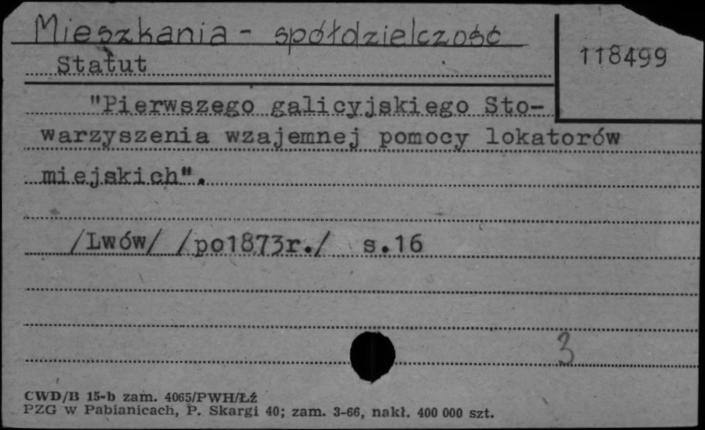 Mieszkania - spółdzielczość
118499
Statut
"Pierwszego galicyjskiego Sto-
warzyszenia wzajemnej pomocy lokatorów
miejskich".
/Lwów/ /po1873r./ s.16
3
CWD/B 15-b zam. 4065/PWH/Łź
PZG w Pabianicach, P. Skargi 40; zam. 3-66, nakł. 400 000 szt.